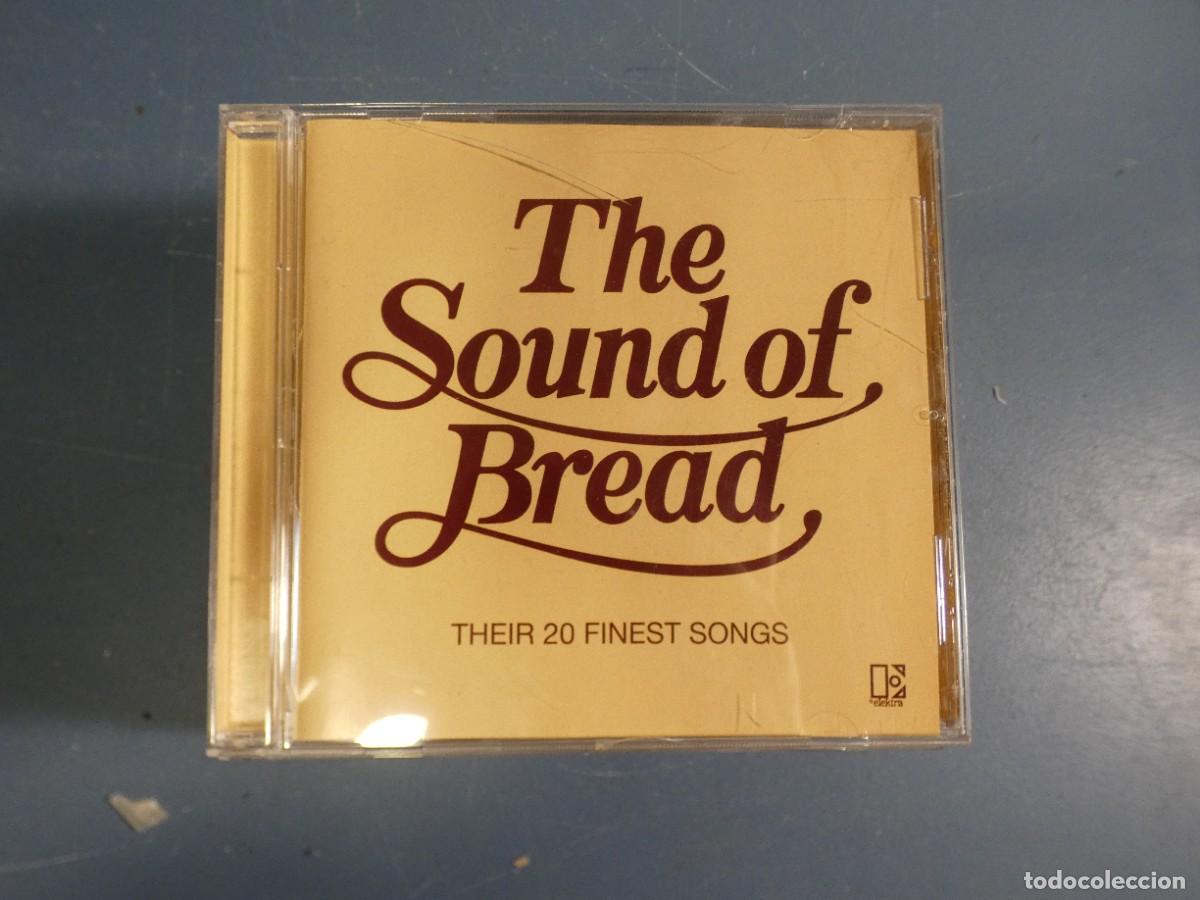 The
Sound of
Bread
THEIR 20 FINEST SONGS
elektra
todocoleccion